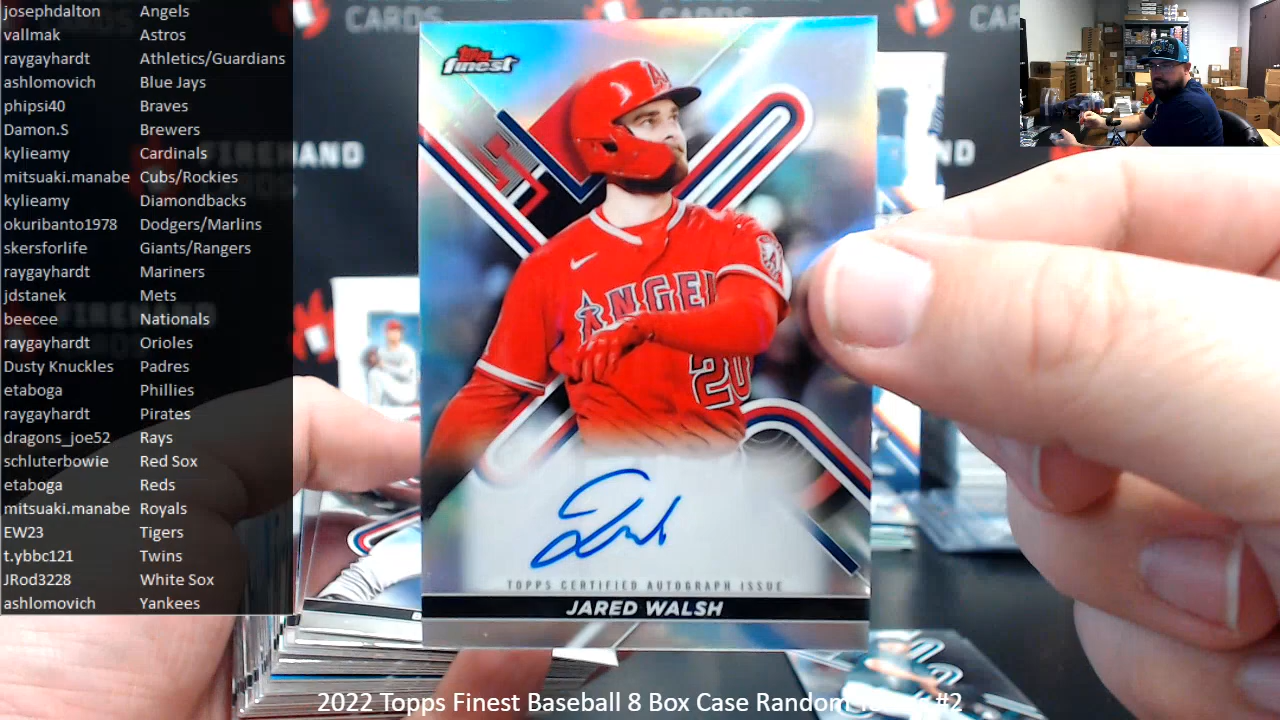 josephdalton Angels
vallmak Astros
raygayhardt Athletics/Guardians
ashlomovich Blue Jays
phipsi40 Braves
Damon.S Brewers
kylieamy Cardinals
mitsuaki.manabe Cubs/Rockies
kylieamy Diamondbacks
okuribanto1978 Dodgers/Marlins
skersforlife Giants/Rangers
raygayhardt Mariners
jdstanek Mets
beecee Nationals
raygayhardt Orioles
Dusty Knuckles Padres
etaboga Phillies
raygayhardt Pirates
dragons_joe52 Rays
schluterbowie Red Sox
etaboga Reds
mitsuaki.manabe Royals
EW23 Tigers
t.ybbc121 Twins
JRod3228 White Sox
ashlomovich Yankees
CARDS
Topps
finest
ANGEL
20
TOPPS CERTIFIED AUTOGRAPH ISSUE
JARED WALSH
2022 Topps Finest Baseball 8 Box Case Random #2